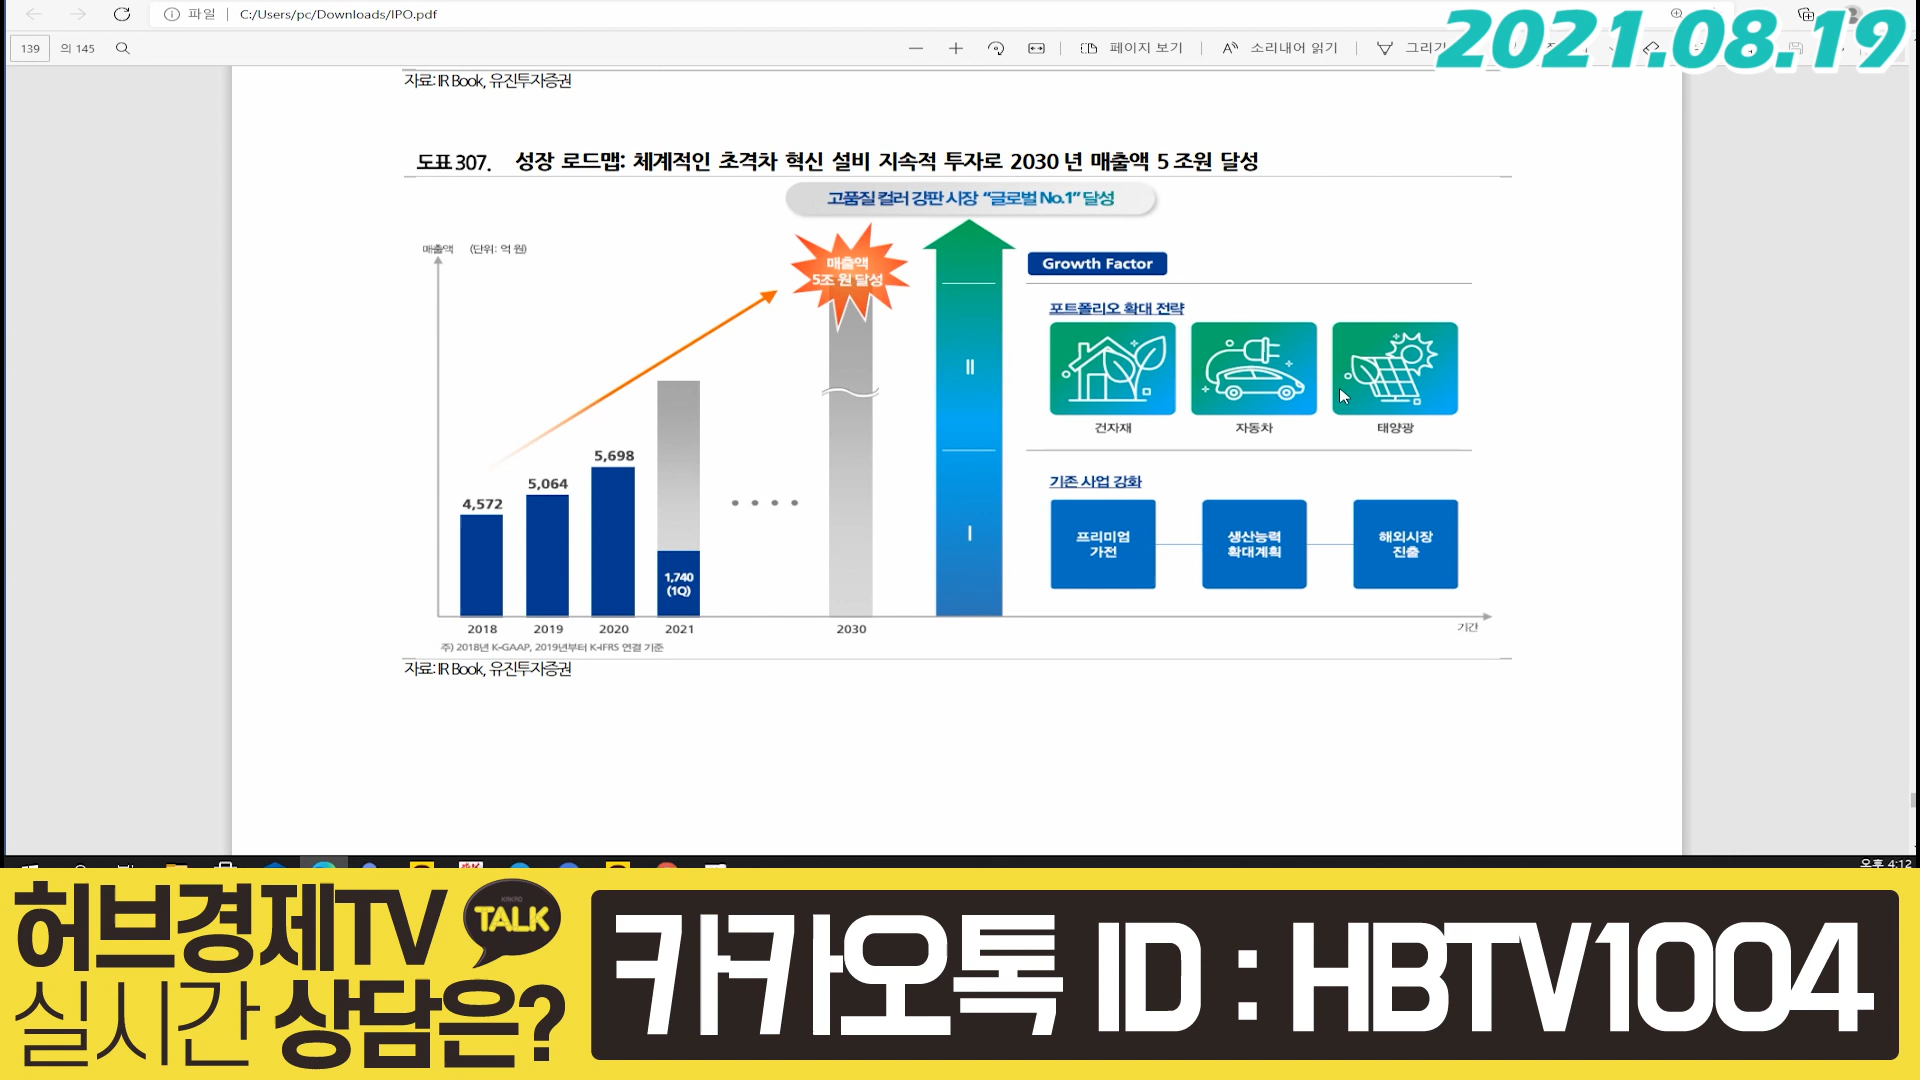 파일 C:/Users/pc/Downloads/IPO.pdf
2021.08.19
139 의 145 페이지 보기 소리내어 읽기 그리기
자료: IR Book, 유진투자증권
도표 307. 성장 로드맵: 체계적인 초격차 혁신 설비 지속적 투자로 2030년 매출액 5조원 달성
고품질 컬러 강판 시장 “글로벌 No.1” 달성
매출액 (단위: 억 원)
매출액
5조 원 달성
Growth Factor
포트폴리오 확대 전략
건자재 자동차 태양광
II
기존 사업 강화
프리미엄
가전
생산능력
확대계획
해외시장
진출
I
4,572
5,064
5,698
1,740
(1Q)
2018 2019 2020 2021 2030
기간
주) 2018년 K-GAAP, 2019년부터 K-IFRS 연결 기준
자료: IR Book, 유진투자증권
오후 4:12
허브경제TV
실시간 상담은?
TALK
카카오톡 ID : HBTV1004